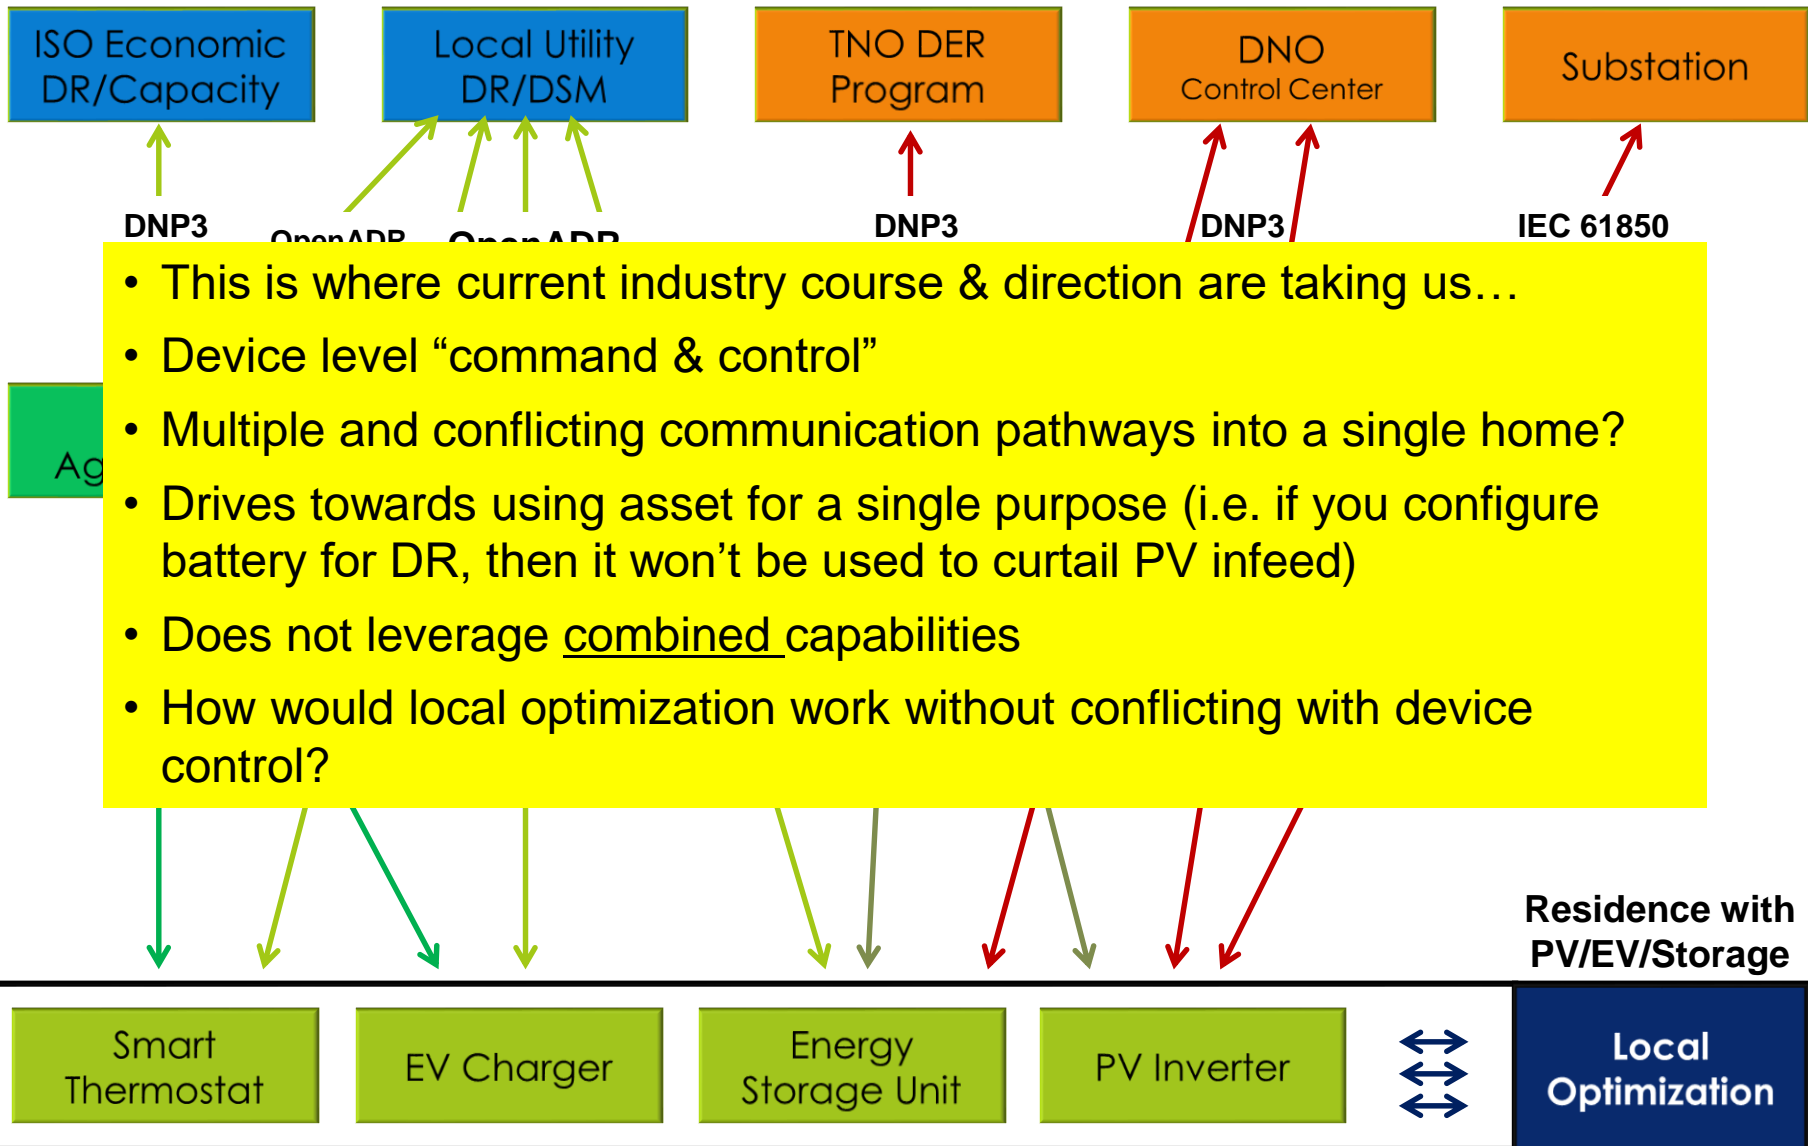 ISO Economic
DR/Capacity
Local Utility
DR/DSM
TNO DER
Program
DNO
Control Center
Substation
DNP3
OpenADR
OpenADR
DNP3
DNP3
IEC 61850
• This is where current industry course & direction are taking us…
• Device level “command & control”
• Multiple and conflicting communication pathways into a single home?
• Drives towards using asset for a single purpose (i.e. if you configure
battery for DR, then it won’t be used to curtail PV infeed)
• Does not leverage combined capabilities
• How would local optimization work without conflicting with device
control?
Ag
Residence with
PV/EV/Storage
Smart
Thermostat
EV Charger
Energy
Storage Unit
PV Inverter
Local
Optimization